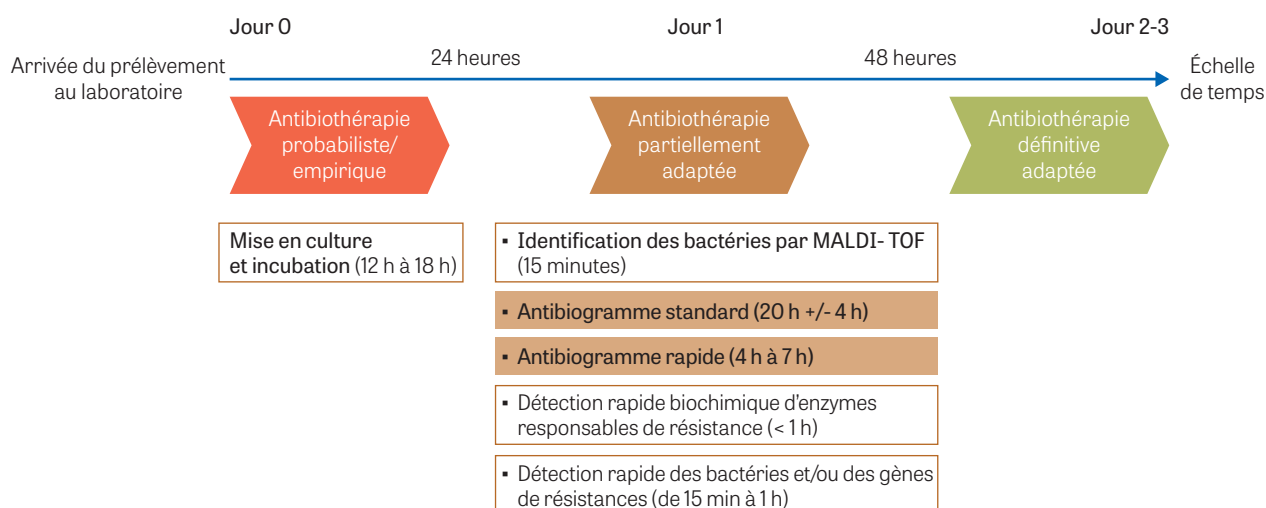 Jour 0
Jour 1
Jour 2-3
24 heures
48 heures
Arrivée du prélèvement
au laboratoire
Échelle
de temps
Antibiothérapie
probabiliste/
empirique
Antibiothérapie
partiellement
adaptée
Antibiothérapie
définitive
adaptée
Mise en culture
et incubation (12 h à 18 h)
▪ Identification des bactéries par MALDI- TOF
(15 minutes)
▪ Antibiogramme standard (20 h +/- 4 h)
▪ Antibiogramme rapide (4 h à 7 h)
▪ Détection rapide biochimique d'enzymes
responsables de résistance (< 1 h)
▪ Détection rapide des bactéries et/ou des gènes
de résistances (de 15 min à 1 h)